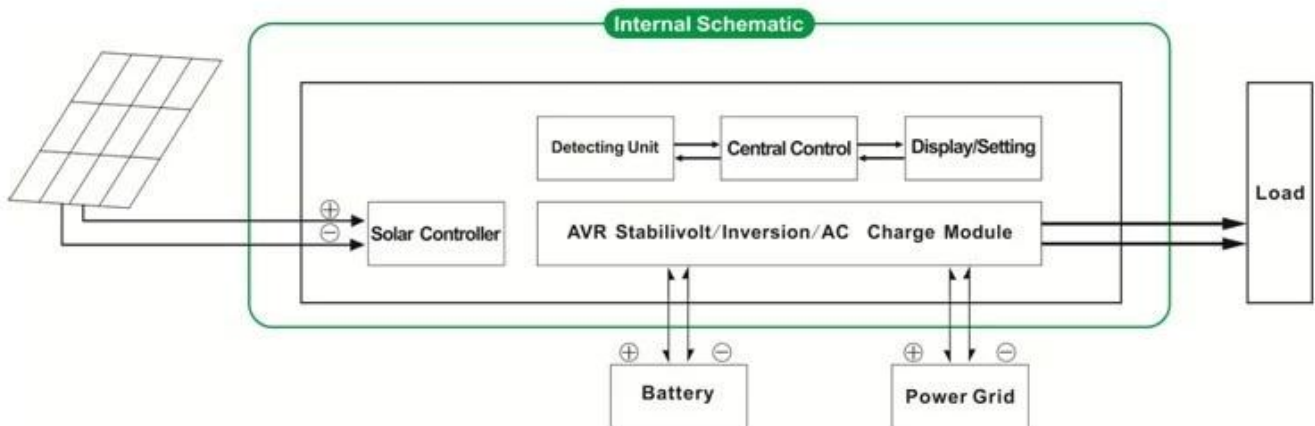 Internal Schematic
Detecting Unit
Central Control
Display/Setting
Load
⊕
⊖
Solar Controller
AVR Stabilivolt/Inversion/AC Charge Module
⊕ ⊖
⊕ ⊖
Battery
Power Grid